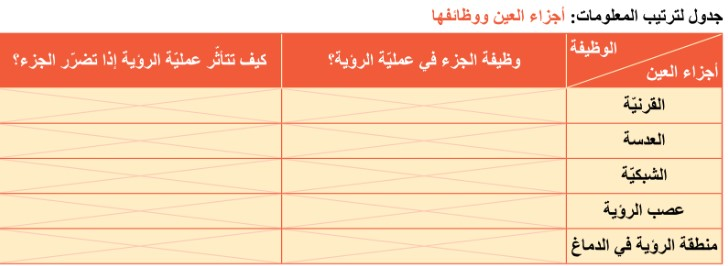 جدول لترتيب المعلومات: أجزاء العين ووظائفها
الوظيفة
أجزاء العين
وظيفة الجزء في عمليّة الرؤية؟
كيف تتأثّر عمليّة الرؤية إذا تضرّر الجزء؟
القرنيّة
العدسة
الشبكيّة
عصب الرؤية
منطقة الرؤية في الدماغ